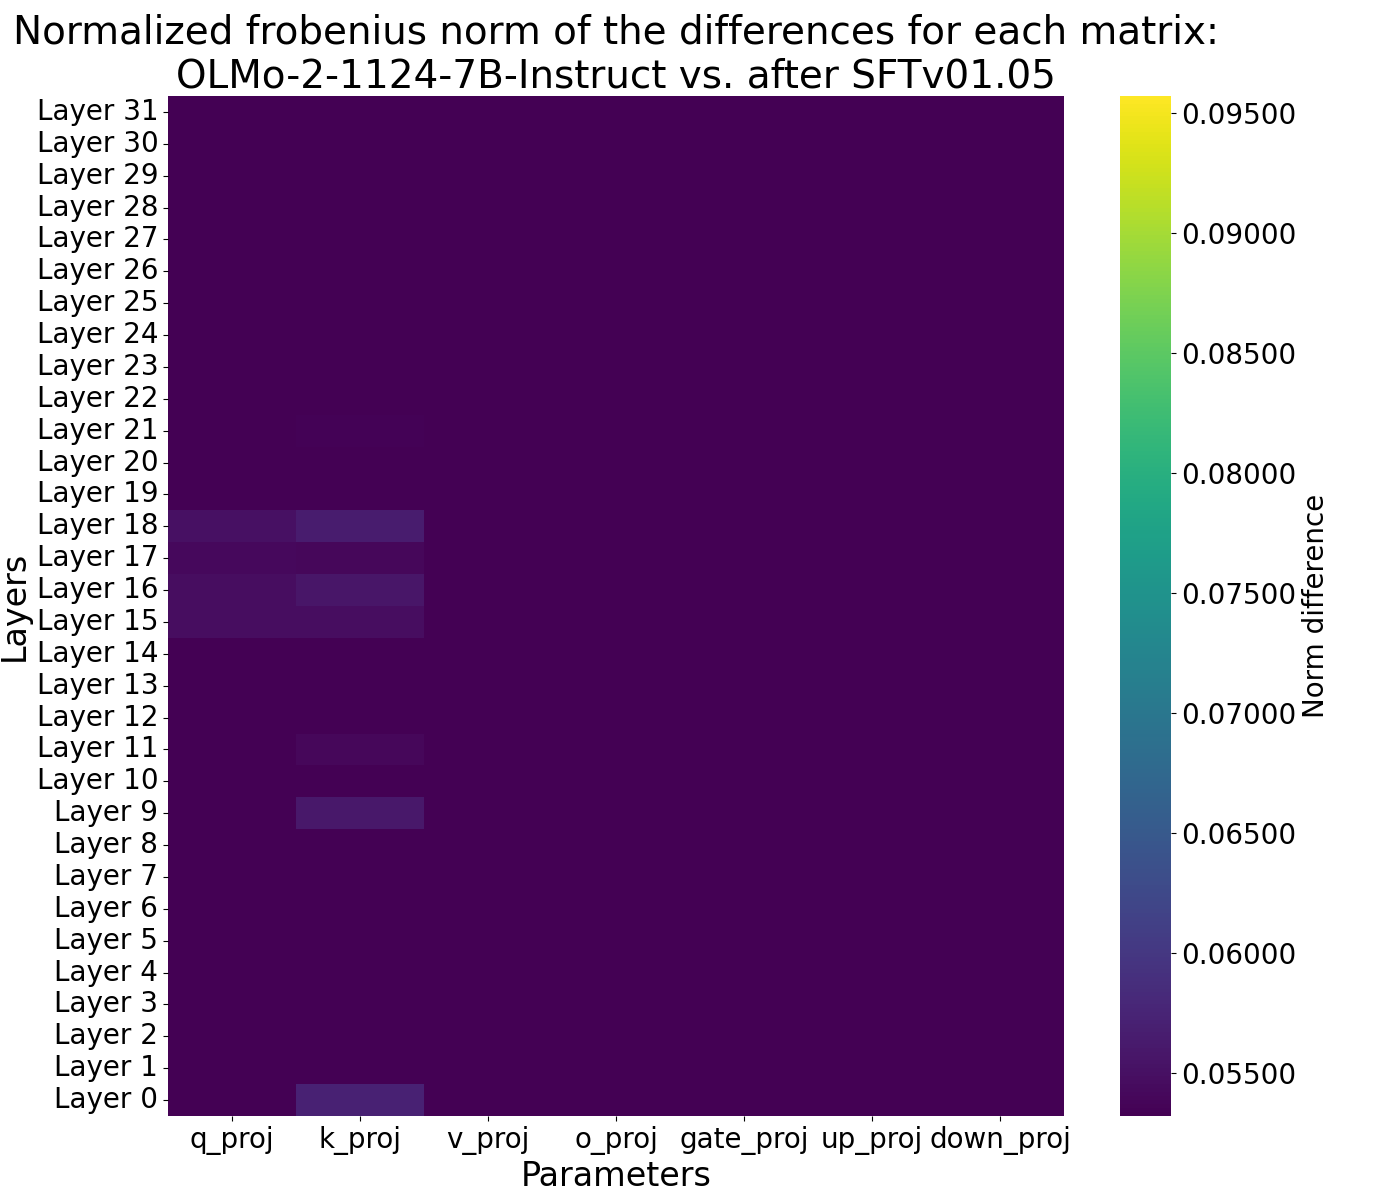 Normalized frobenius norm of the differences for each matrix:
OLMo-2-1124-7B-Instruct vs. after SFTv01.05
Layer 31
Layer 30
Layer 29
Layer 28
Layer 27
Layer 26
Layer 25
Layer 24
Layer 23
Layer 22
Layer 21
Layer 20
Layer 19
Layer 18
Layer 17
Layer 16
Layer 15
Layer 14
Layer 13
Layer 12
Layer 11
Layer 10
Layer 9
Layer 8
Layer 7
Layer 6
Layer 5
Layer 4
Layer 3
Layer 2
Layer 1
Layer 0
Layers
q_proj k_proj v_proj o_proj gate_proj up_proj down_proj
Parameters
0.09500
0.09000
0.08500
0.08000
0.07500
0.07000
0.06500
0.06000
0.05500
Norm difference